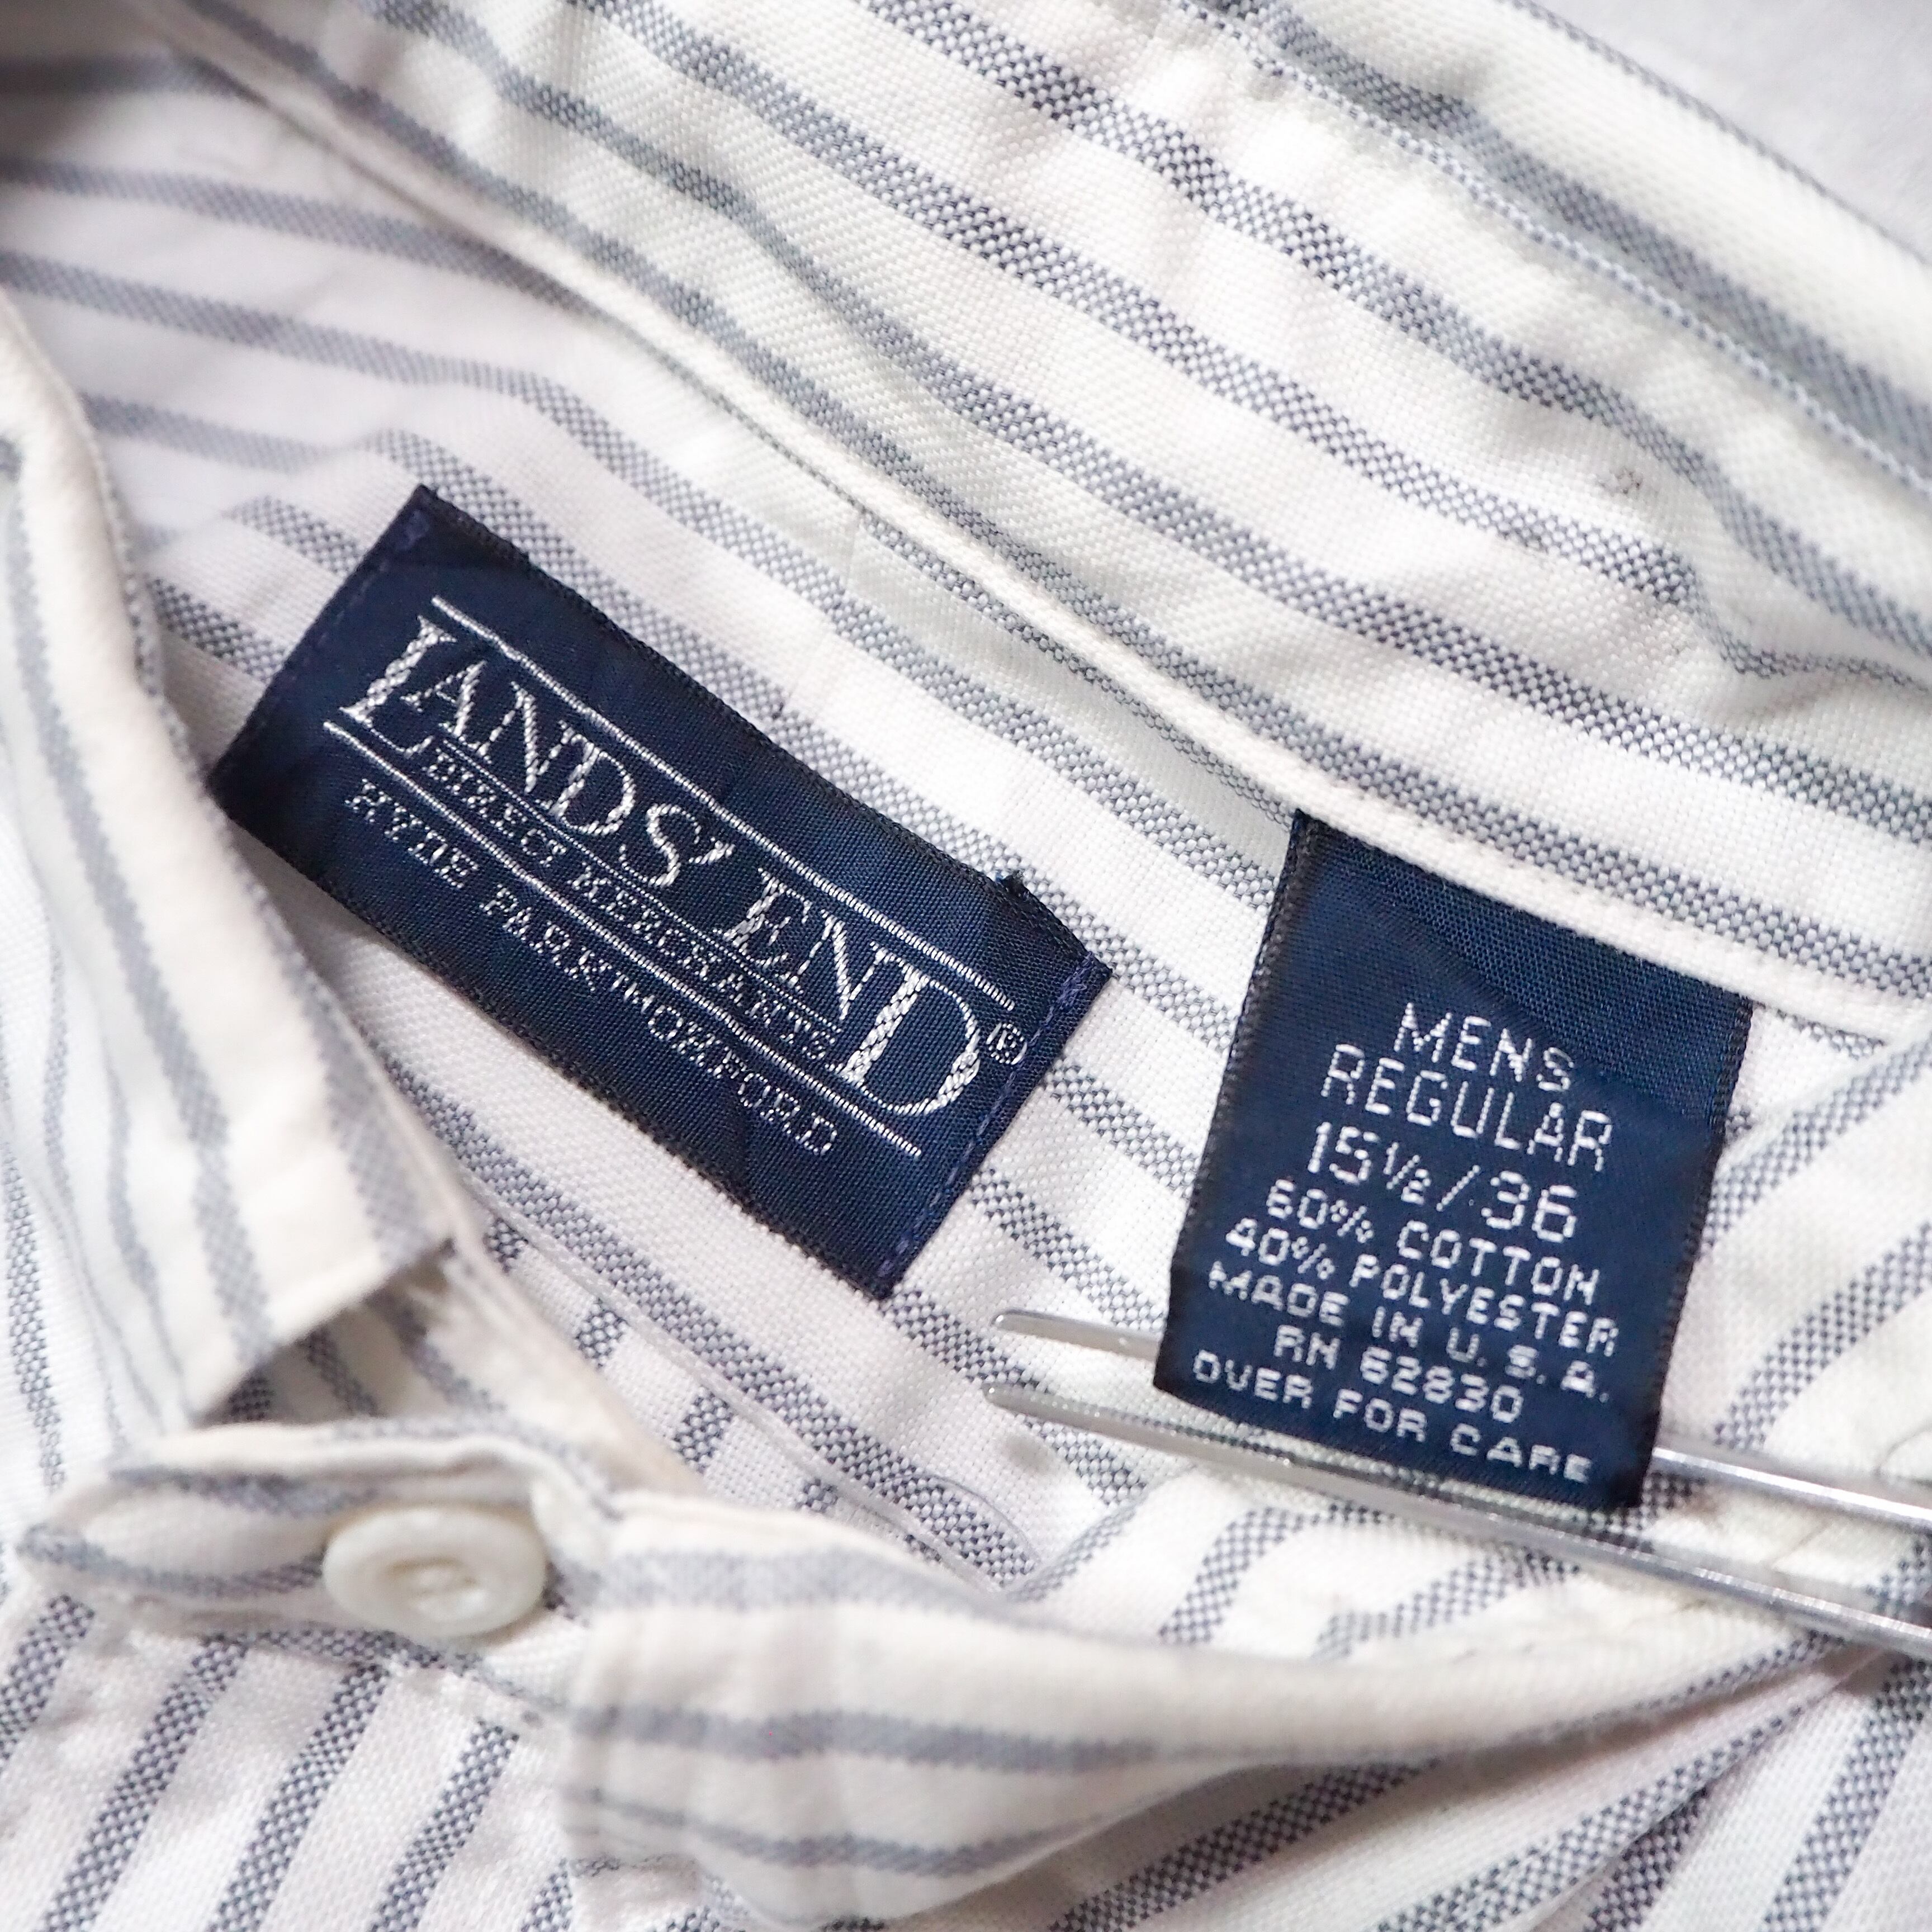 LANDS' END®
DIRECT MERCHANTS
HYDE PARK™ OXFORD
MENS
REGULAR
15½/36
60% COTTON
40% POLYESTER
MADE IN U.S.A.
RN 62830
OVER FOR CARE